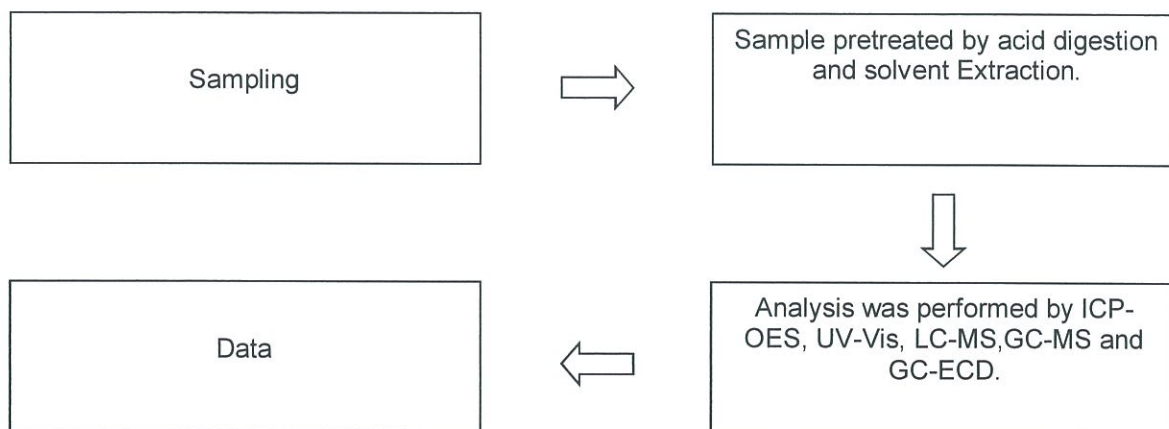 Sampling
Sample pretreated by acid digestion
and solvent Extraction.
Analysis was performed by ICP-
OES, UV-Vis, LC-MS,GC-MS and
GC-ECD.
Data